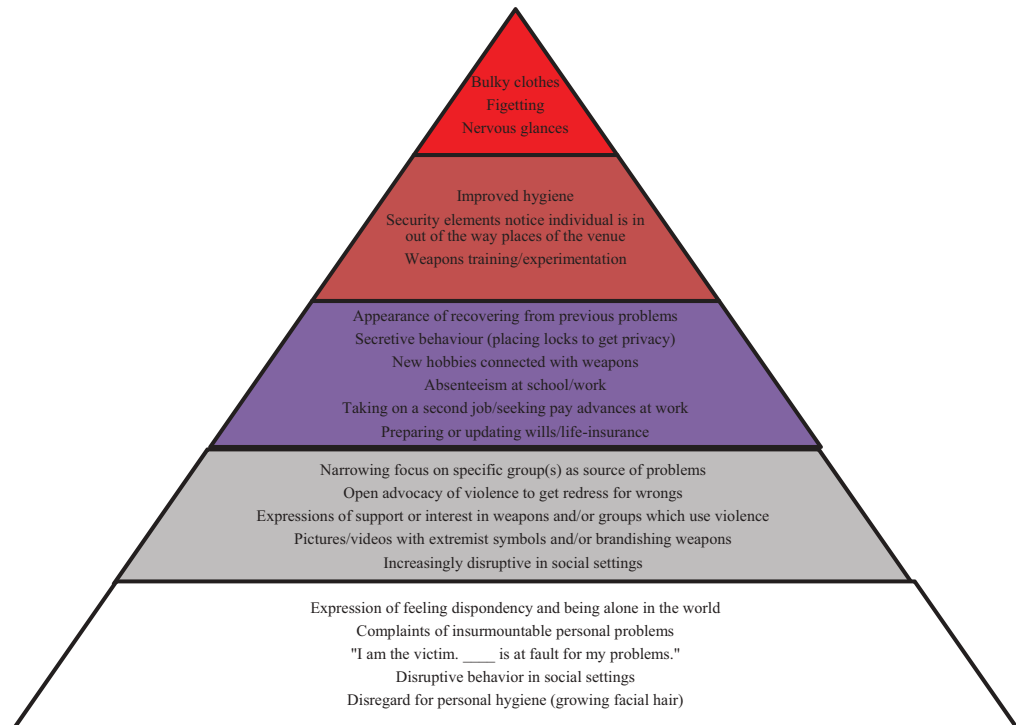 Bulky clothes
Figetting
Nervous glances
Improved hygiene
Security elements notice individual is in
out of the way places of the venue
Weapons training/experimentation
Appearance of recovering from previous problems
Secretive behaviour (placing locks to get privacy)
New hobbies connected with weapons
Absenteeism at school/work
Taking on a second job/seeking pay advances at work
Preparing or updating wills/life-insurance
Narrowing focus on specific group(s) as source of problems
Open advocacy of violence to get redress for wrongs
Expressions of support or interest in weapons and/or groups which use violence
Pictures/videos with extremist symbols and/or brandishing weapons
Increasingly disruptive in social settings
Expression of feeling dispondency and being alone in the world
Complaints of insurmountable personal problems
"I am the victim. ____ is at fault for my problems."
Disruptive behavior in social settings
Disregard for personal hygiene (growing facial hair)